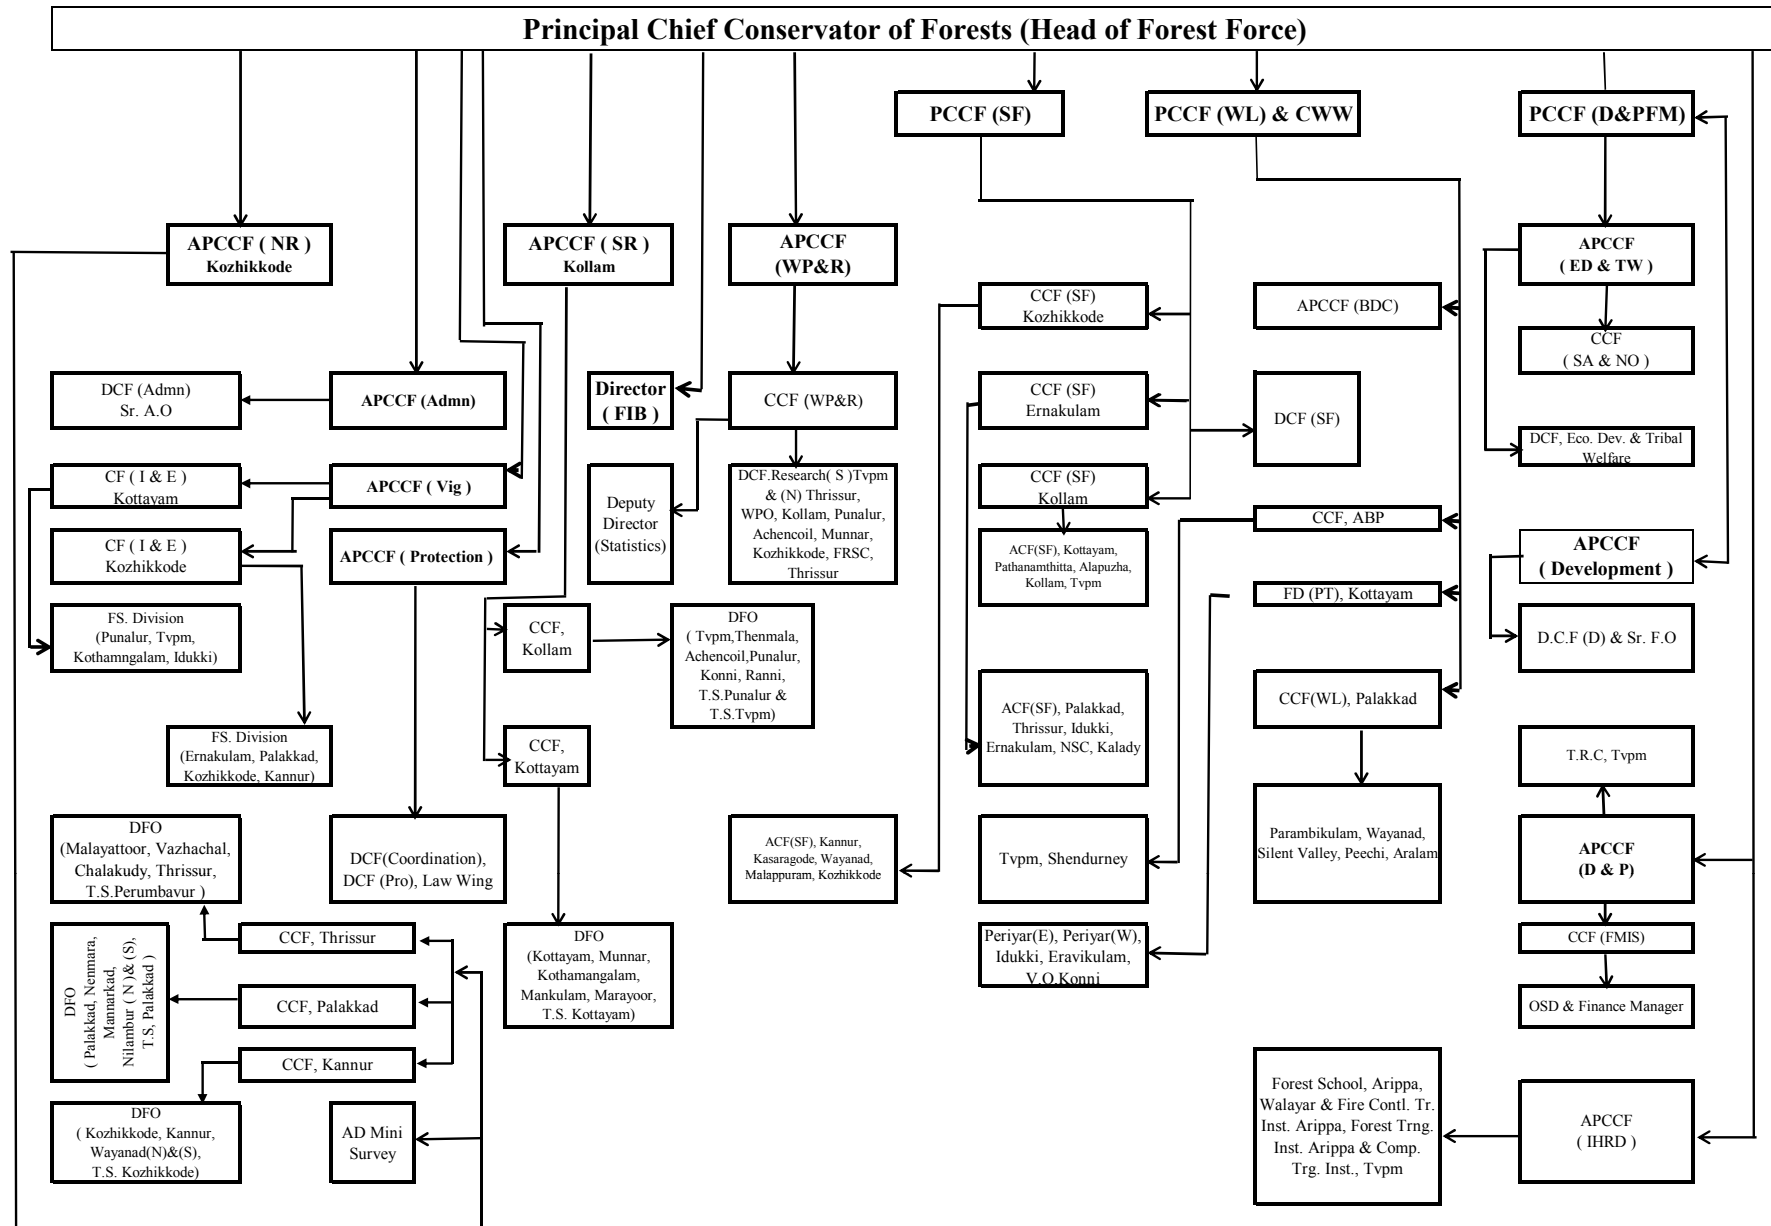 Principal Chief Conservator of Forests (Head of Forest Force)
PCCF (SF)
PCCF (WL) & CWW
PCCF (D&PFM)
APCCF ( NR )
Kozhikkode
APCCF ( SR )
Kollam
APCCF
(WP&R)
APCCF
( ED & TW )
CCF (SF)
Kozhikkode
APCCF (BDC)
CCF
( SA & NO )
DCF (Admn)
Sr. A.O
APCCF (Admn)
Director
( FIB )
CCF (WP&R)
CCF (SF)
Ernakulam
DCF (SF)
DCF, Eco. Dev. & Tribal
Welfare
CF ( I & E )
Kottayam
APCCF ( Vig )
Deputy
Director
(Statistics)
DCF.Research( S )Tvpm
& (N) Thrissur,
WPO, Kollam, Punalur,
Achencoil, Munnar,
Kozhikkode, FRSC,
Thrissur
CCF (SF)
Kollam
CCF, ABP
CF ( I & E )
Kozhikkode
APCCF ( Protection )
ACF(SF), Kottayam,
Pathanamthitta, Alapuzha,
Kollam, Tvpm
APCCF
( Development )
FD (PT), Kottayam
FS. Division
(Punalur, Tvpm,
Kothamngalam, Idukki)
CCF,
Kollam
DFO
( Tvpm,Thenmala,
Achencoil,Punalur,
Konni, Ranni,
T.S.Punalur &
T.S.Tvpm)
D.C.F (D) & Sr. F.O
FS. Division
(Ernakulam, Palakkad,
Kozhikkode, Kannur)
CCF,
Kottayam
ACF(SF), Palakkad,
Thrissur, Idukki,
Ernakulam, NSC, Kalady
CCF(WL), Palakkad
T.R.C, Tvpm
DFO
(Malayattoor, Vazhachal,
Chalakudy, Thrissur,
T.S.Perumbavur )
DCF(Coordination),
DCF (Pro), Law Wing
ACF(SF), Kannur,
Kasaragode, Wayanad,
Malappuram, Kozhikkode
Tvpm, Shendurney
Parambikulam, Wayanad,
Silent Valley, Peechi, Aralam
APCCF
(D & P)
CCF, Thrissur
DFO
( Palakkad, Nenmara,
Mannarkad,
Nilambur ( N )& (S),
T.S, Palakkad )
CCF, Palakkad
DFO
(Kottayam, Munnar,
Kothamangalam,
Mankulam, Marayoor,
T.S. Kottayam)
Periyar(E), Periyar(W),
Idukki, Eravikulam,
V.O.Konni
CCF (FMIS)
OSD & Finance Manager
CCF, Kannur
DFO
( Kozhikkode, Kannur,
Wayanad(N)&(S),
T.S. Kozhikkode)
AD Mini
Survey
Forest School, Arippa,
Walayar & Fire Contl. Tr.
Inst. Arippa, Forest Trng.
Inst. Arippa & Comp.
Trg. Inst., Tvpm
APCCF
( IHRD )